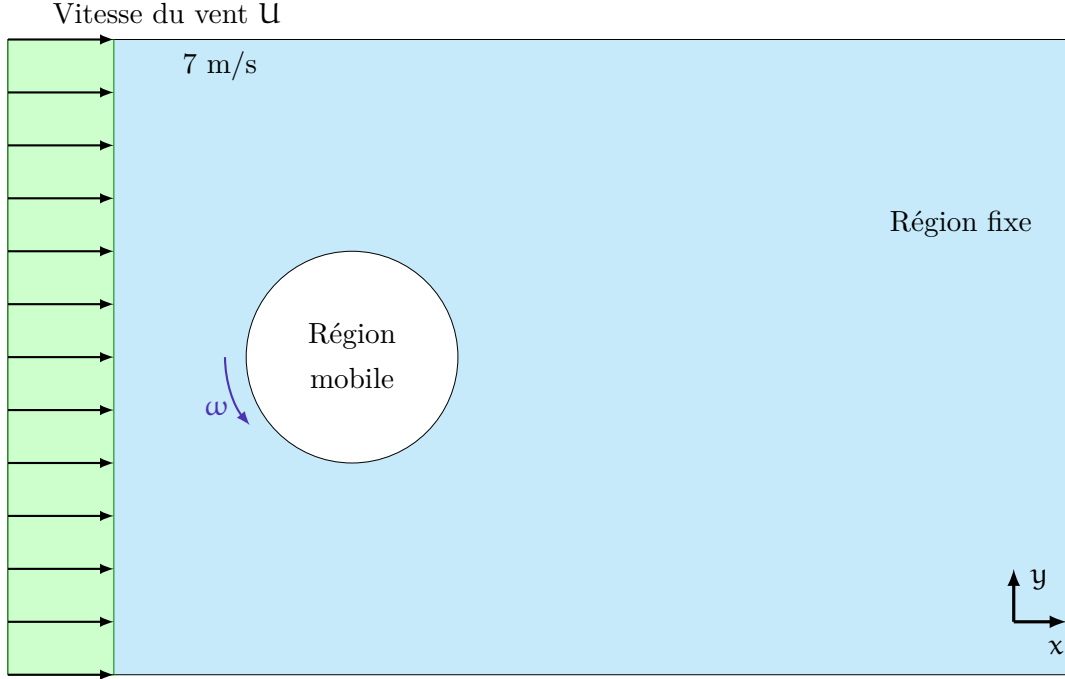 Vitesse du vent U
7 m/s
Région fixe
Région
mobile
ω
y
x